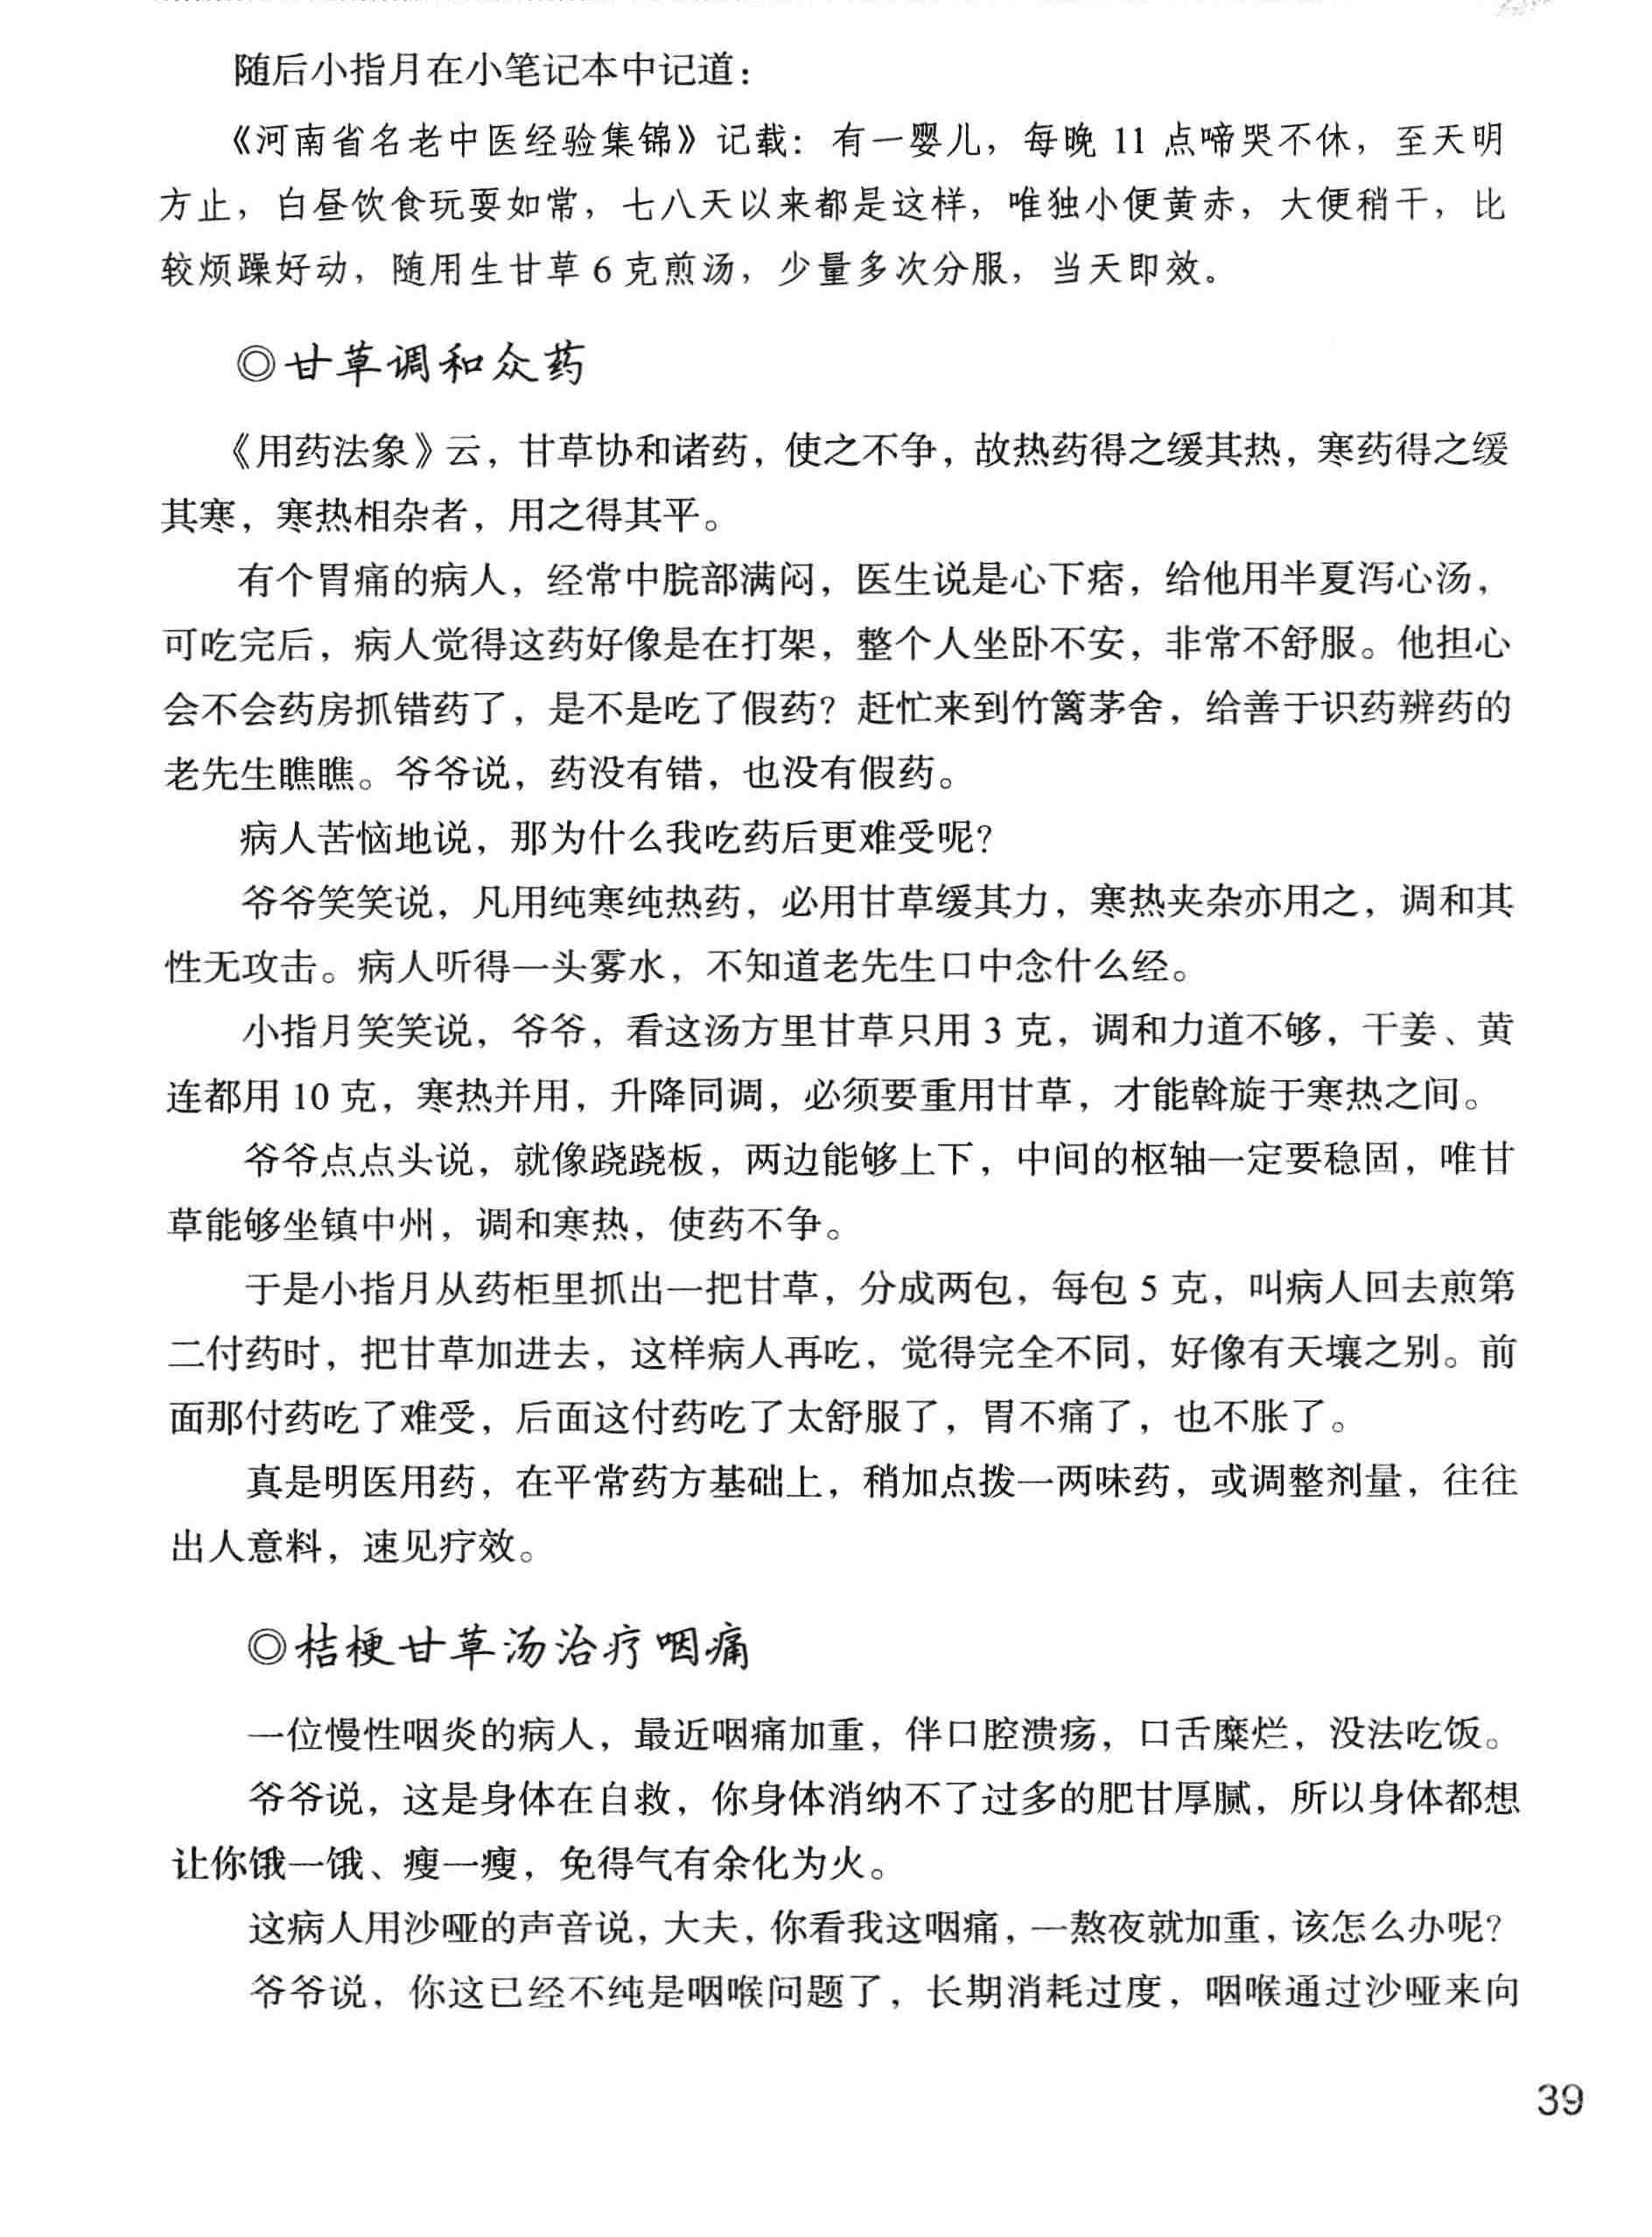 随后小指月在小笔记本中记道：
《河南省名老中医经验集锦》记载：有一婴儿，每晚 11 点啼哭不休，至天明
方止，白昼饮食玩耍如常，七八天以来都是这样，唯独小便黄赤，大便稍干，比
较烦躁好动，随用生甘草 6 克煎汤，少量多次分服，当天即效。
◎甘草调和众药
《用药法象》云，甘草协和诸药，使之不争，故热药得之缓其热，寒药得之缓
其寒，寒热相杂者，用之得其平。
有个胃痛的病人，经常中脘部满闷，医生说是心下痞，给他用半夏泻心汤，
可吃完后，病人觉得这药好像是在打架，整个人坐卧不安，非常不舒服。他担心
会不会药房抓错药了，是不是吃了假药？赶忙来到竹篱茅舍，给善于识药辨药的
老先生瞧瞧。爷爷说，药没有错，也没有假药。
病人苦恼地说，那为什么我吃药后更难受呢？
爷爷笑笑说，凡用纯寒纯热药，必用甘草缓其力，寒热夹杂亦用之，调和其
性无攻击。病人听得一头雾水，不知道老先生口中念什么经。
小指月笑笑说，爷爷，看这汤方里甘草只用 3 克，调和力道不够，干姜、黄
连都用 10 克，寒热并用，升降同调，必须要重用甘草，才能斡旋于寒热之间。
爷爷点点头说，就像跷跷板，两边能够上下，中间的枢轴一定要稳固，唯甘
草能够坐镇中州，调和寒热，使药不争。
于是小指月从药柜里抓出一把甘草，分成两包，每包 5 克，叫病人回去煎第
二付药时，把甘草加进去，这样病人再吃，觉得完全不同，好像有天壤之别。前
面那付药吃了难受，后面这付药吃了太舒服了，胃不痛了，也不胀了。
真是明医用药，在平常药方基础上，稍加点拨一两味药，或调整剂量，往往
出人意料，速见疗效。
◎桔梗甘草汤治疗咽痛
一位慢性咽炎的病人，最近咽痛加重，伴口腔溃疡，口舌糜烂，没法吃饭。
爷爷说，这是身体在自救，你身体消纳不了过多的肥甘厚腻，所以身体都想
让你饿一饿、瘦一瘦，免得气有余化为火。
这病人用沙哑的声音说，大夫，你看我这咽痛，一熬夜就加重，该怎么办呢？
爷爷说，你这已经不纯是咽喉问题了，长期消耗过度，咽喉通过沙哑来向
39